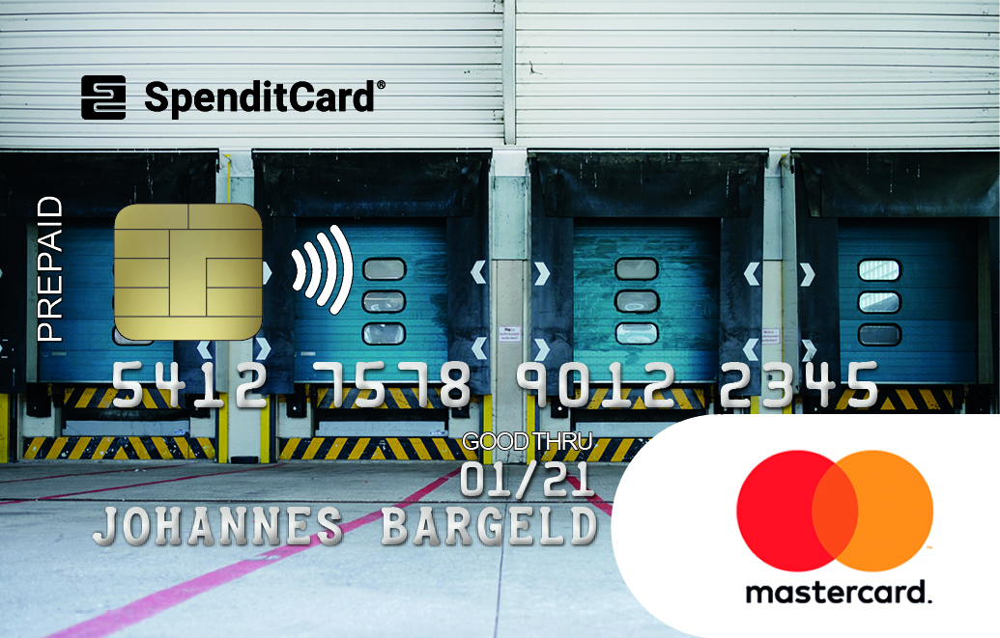 SpenditCard®
PREPAID
5412 7578 9012 2345
GOOD THRU
01/21
JOHANNES BARGELD
mastercard.